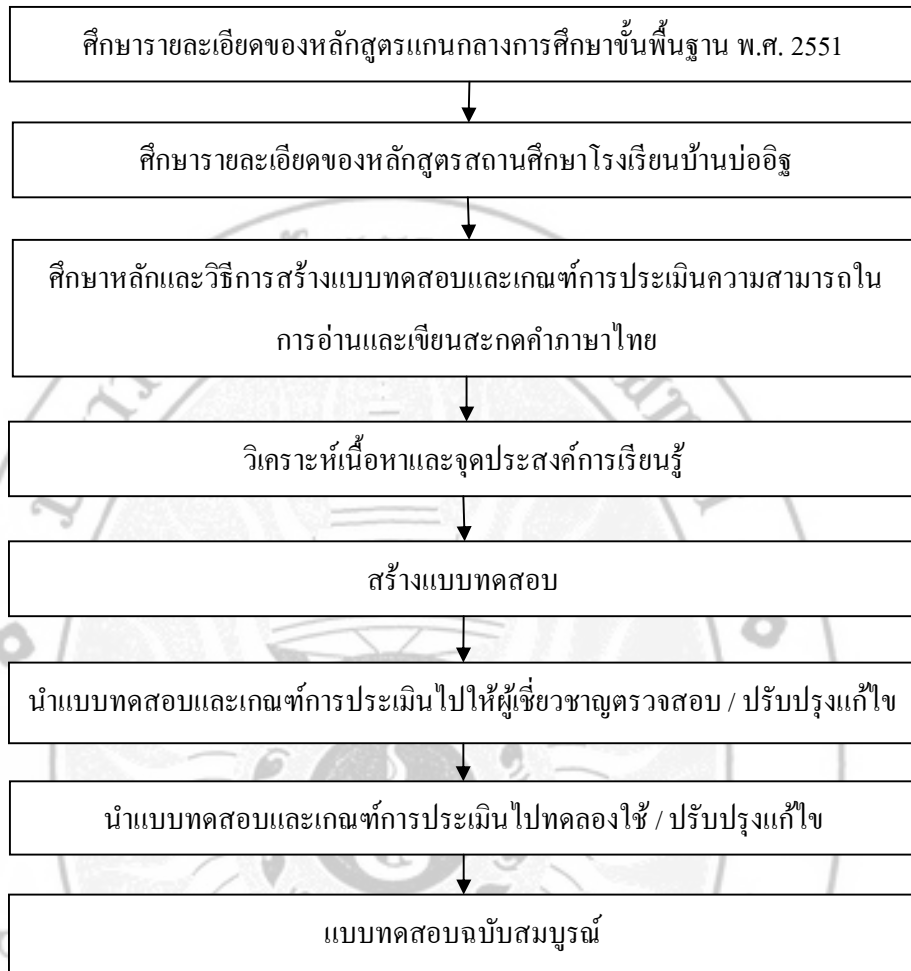 ศึกษารายละเอียดของหลักสูตรแกนกลางการศึกษาขั้นพื้นฐาน พ.ศ. 2551
ศึกษารายละเอียดของหลักสูตรสถานศึกษาโรงเรียนบ้านบ่ออิฐ
ศึกษาหลักและวิธีการสร้างแบบทดสอบและเกณฑ์การประเมินความสามารถใน
การอ่านและเขียนสะกดคำภาษาไทย
วิเคราะห์เนื้อหาและจุดประสงค์การเรียนรู้
สร้างแบบทดสอบ
นำแบบทดสอบและเกณฑ์การประเมินไปให้ผู้เชี่ยวชาญตรวจสอบ / ปรับปรุงแก้ไข
นำแบบทดสอบและเกณฑ์การประเมินไปทดลองใช้ / ปรับปรุงแก้ไข
แบบทดสอบฉบับสมบูรณ์